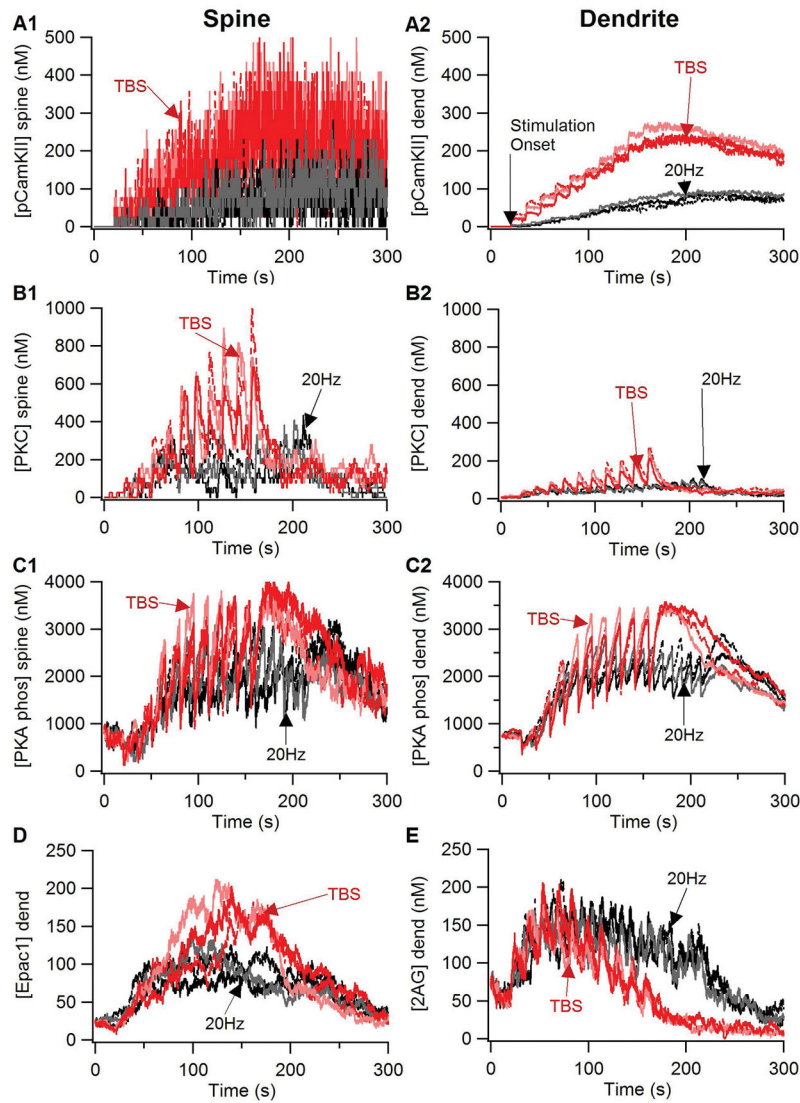 Spine
Dendrite
A1
500
400
300
200
100
0
[pCamKII] spine (nM)
TBS
0
100
200
300
Time (s)
A2
500
400
300
200
100
0
[pCamKII] dend (nM)
TBS
Stimulation
Onset
20Hz
0
100
200
300
Time (s)
B1
1000
800
600
400
200
0
[PKC] spine (nM)
TBS
20Hz
0
100
200
300
Time (s)
B2
1000
800
600
400
200
0
[PKC] dend (nM)
TBS
20Hz
0
100
200
300
Time (s)
C1
4000
3000
2000
1000
0
[PKA phos] spine (nM)
TBS
20Hz
0
100
200
300
Time (s)
C2
4000
3000
2000
1000
0
[PKA phos] dend (nM)
TBS
20Hz
0
100
200
300
Time (s)
D
250
200
150
100
50
0
[Epac1] dend
TBS
20Hz
0
100
200
300
Time (s)
E
250
200
150
100
50
0
[2AG] dend (nM)
20Hz
TBS
0
100
200
300
Time (s)